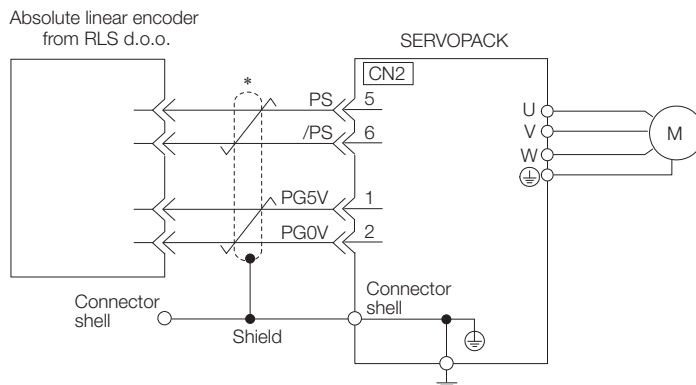 Absolute linear encoder
from RLS d.o.o.
SERVOPACK
CN2
*
PS
5
/PS
6
PG5V
1
PG0V
2
U
V
W
M
Connector
shell
Shield
Connector
shell